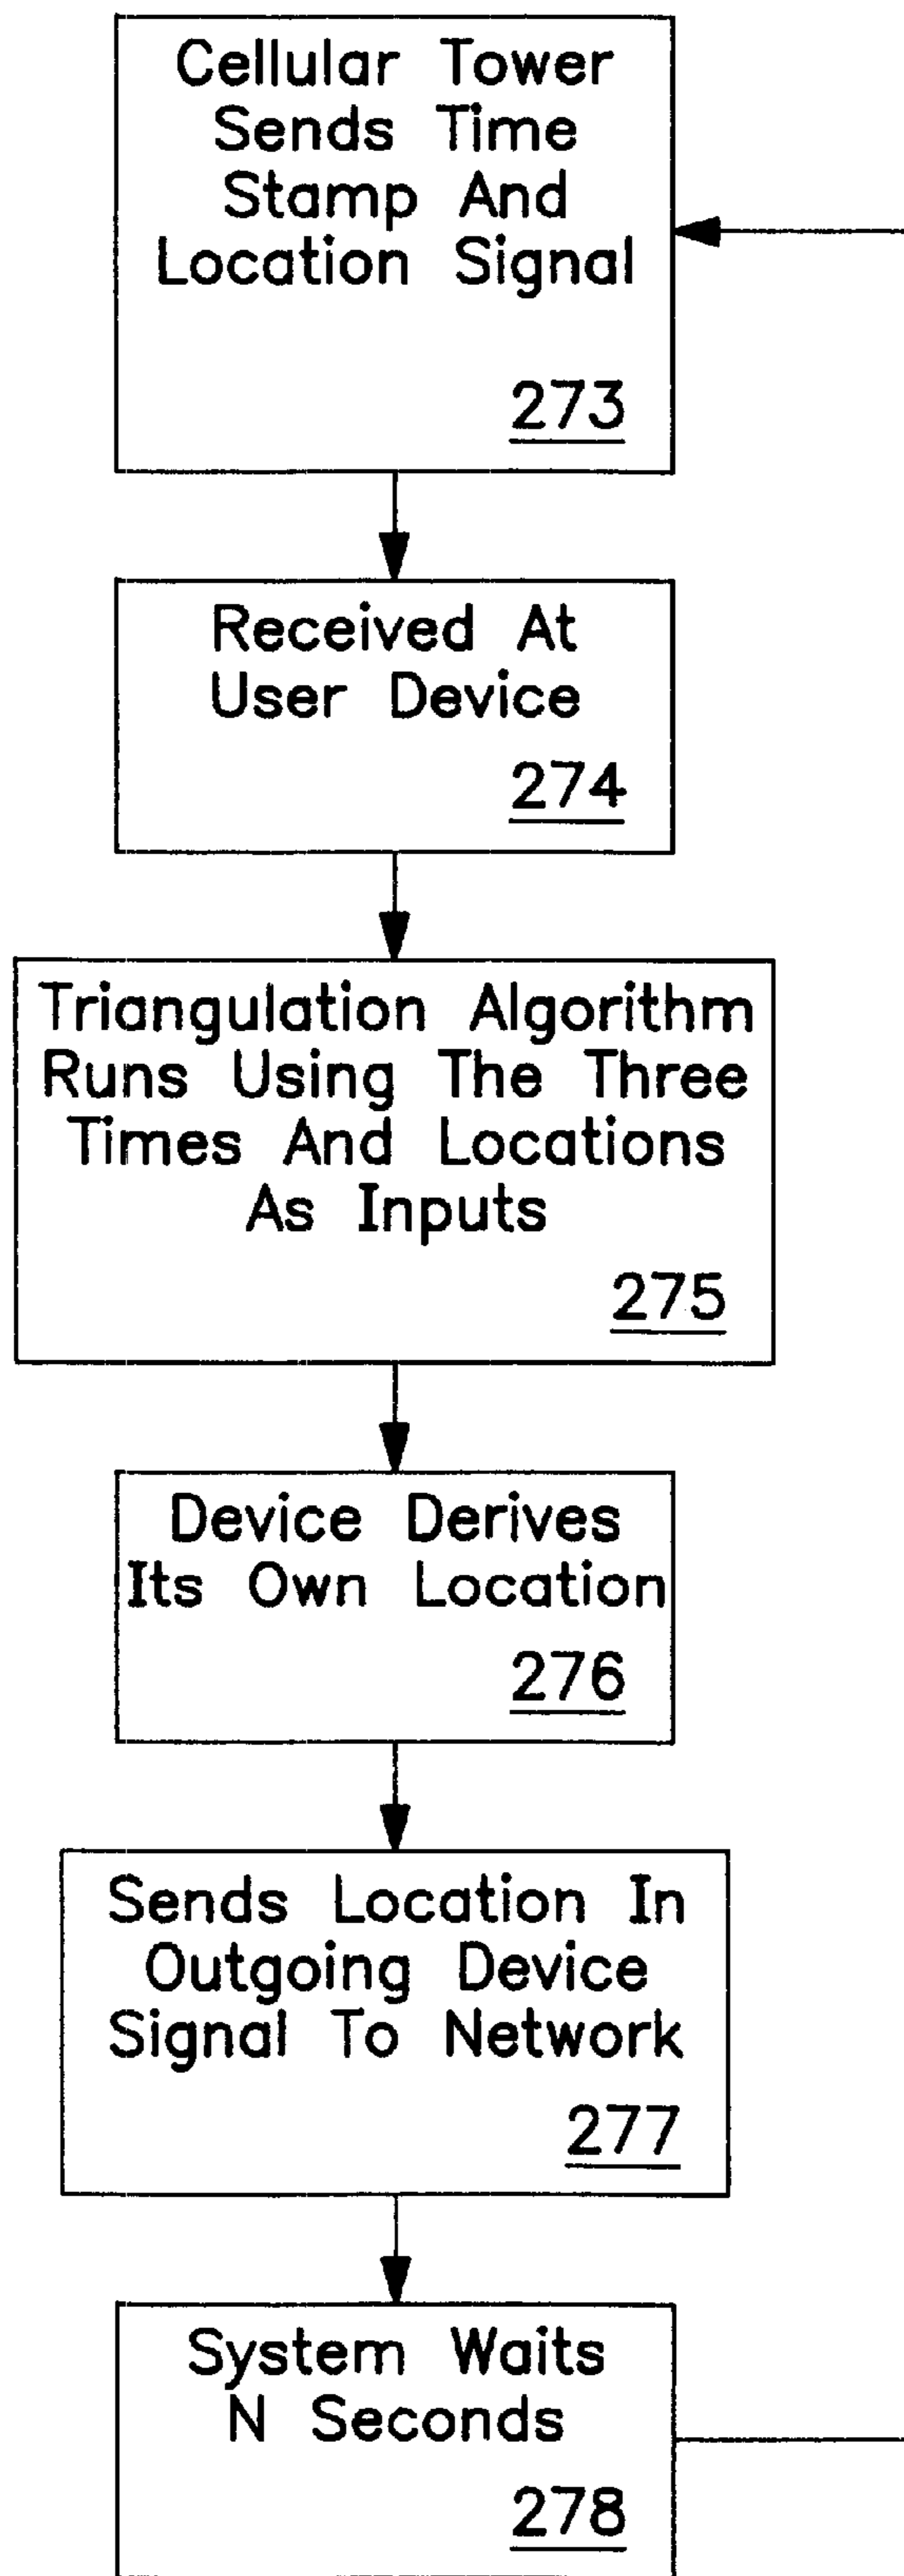 Cellular Tower
Sends Time
Stamp And
Location Signal
273
Received At
User Device
274
Triangulation Algorithm
Runs Using The Three
Times And Locations
As Inputs
275
Device Derives
Its Own Location
276
Sends Location In
Outgoing Device
Signal To Network
277
System Waits
N Seconds
278